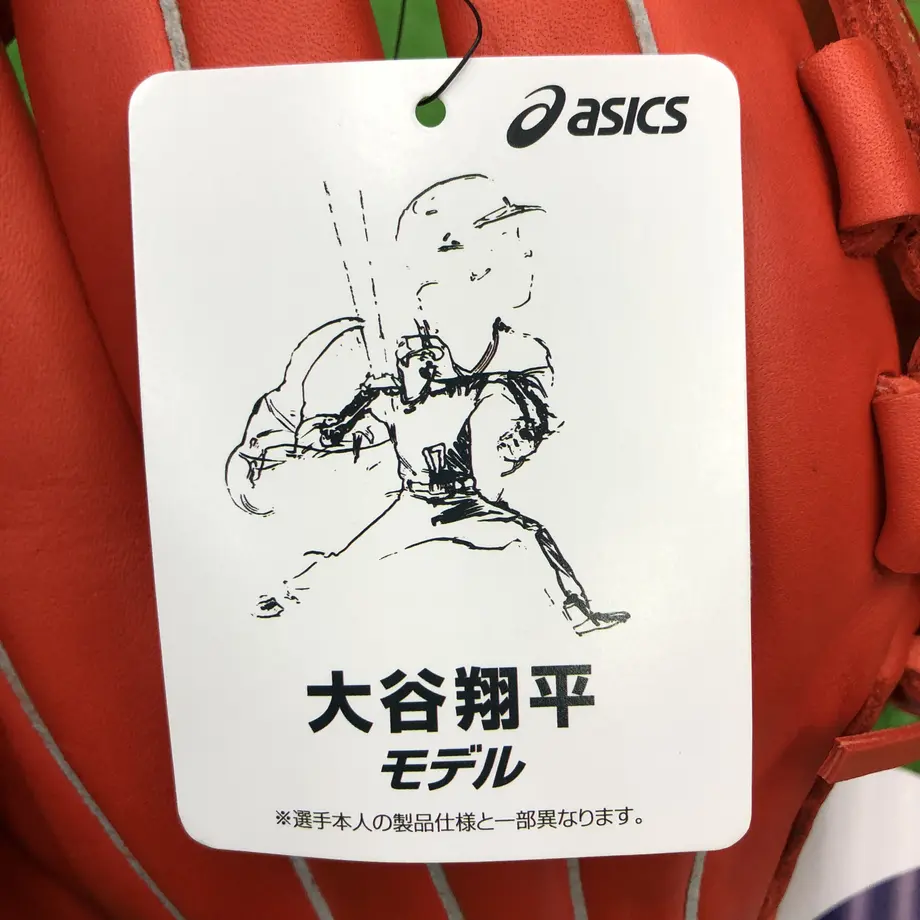 asics
大谷翔平
モデル
※選手本人の製品仕様と一部異なります。